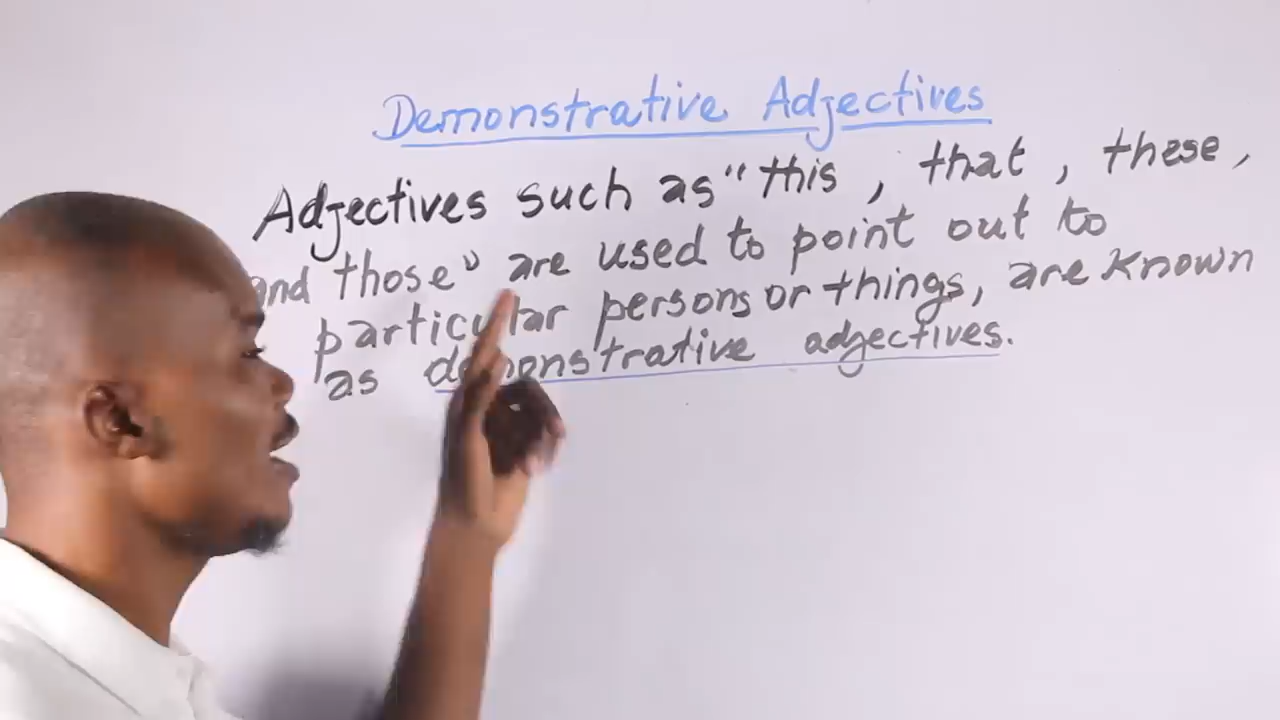 Demonstrative Adjectives
Adjectives such as "this, that, these,
and those" are used to point out to
particular persons or things, are known
as demonstrative adjectives.